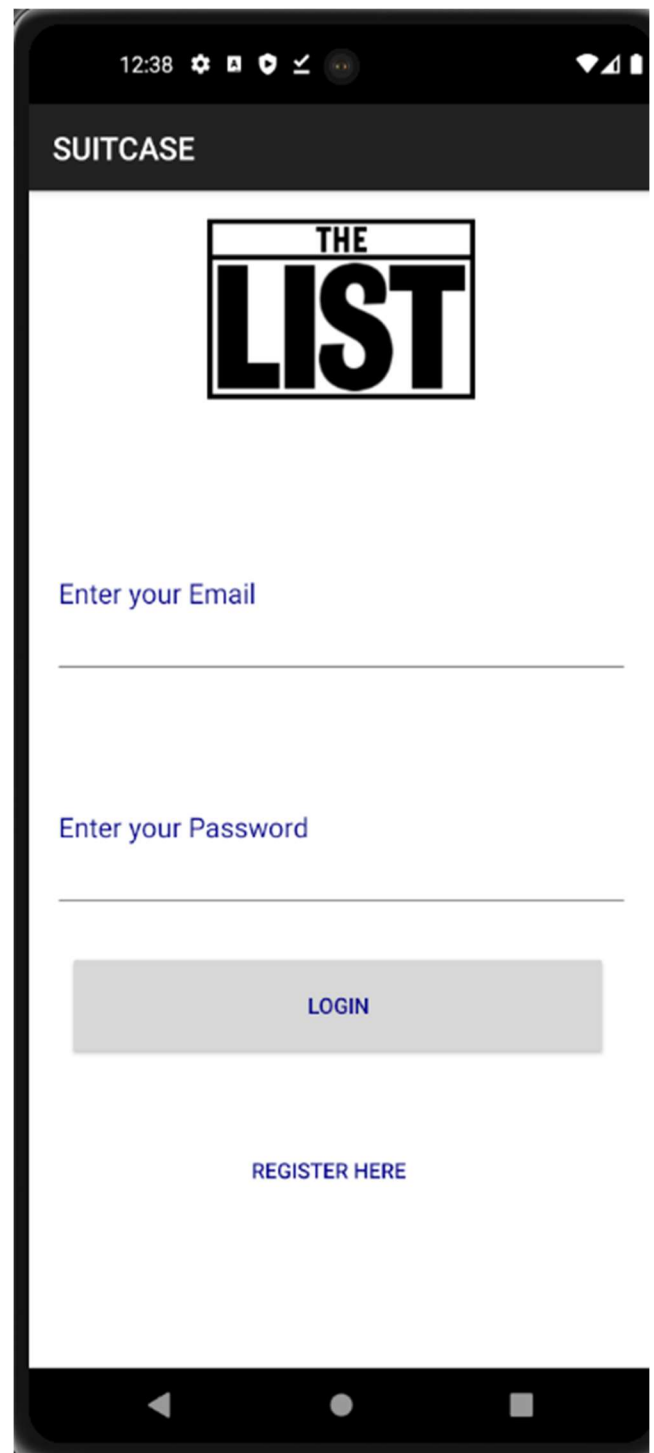 12:38
SUITCASE
THE
LIST
Enter your Email
Enter your Password
LOGIN
REGISTER HERE